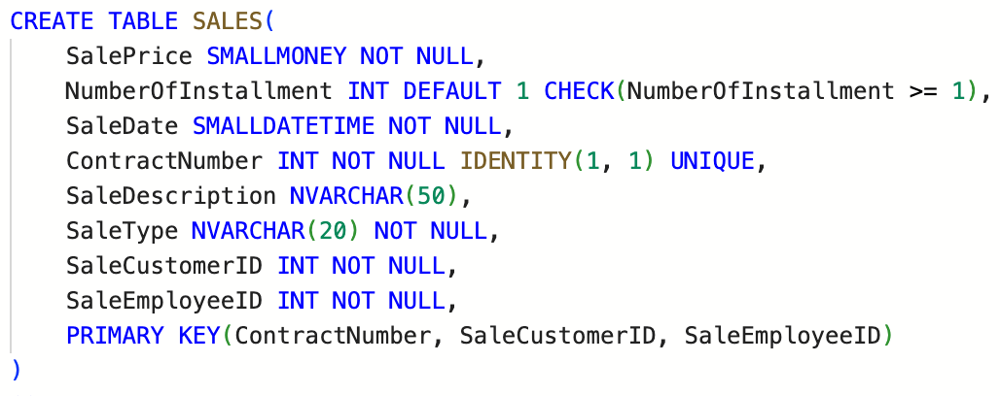 CREATE TABLE SALES(
    SalePrice SMALLMONEY NOT NULL,
    NumberOfInstallment INT DEFAULT 1 CHECK(NumberOfInstallment >= 1),
    SaleDate SMALLDATETIME NOT NULL,
    ContractNumber INT NOT NULL IDENTITY(1, 1) UNIQUE,
    SaleDescription NVARCHAR(50),
    SaleType NVARCHAR(20) NOT NULL,
    SaleCustomerID INT NOT NULL,
    SaleEmployeeID INT NOT NULL,
    PRIMARY KEY(ContractNumber, SaleCustomerID, SaleEmployeeID)
)